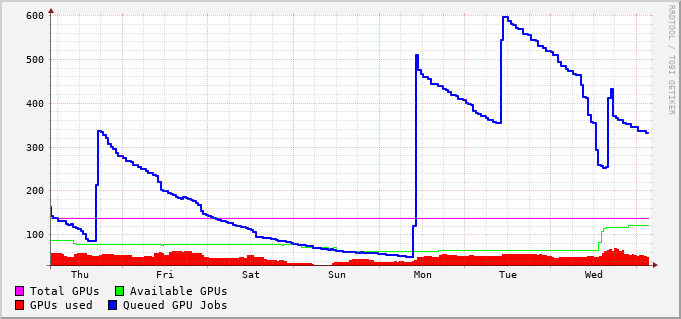 600
500
400
300
200
100
Thu Fri Sat Sun Mon Tue Wed
Total GPUs Available GPUs
GPUs used Queued GPU Jobs
RRDTOOL / TOBI OETIKER